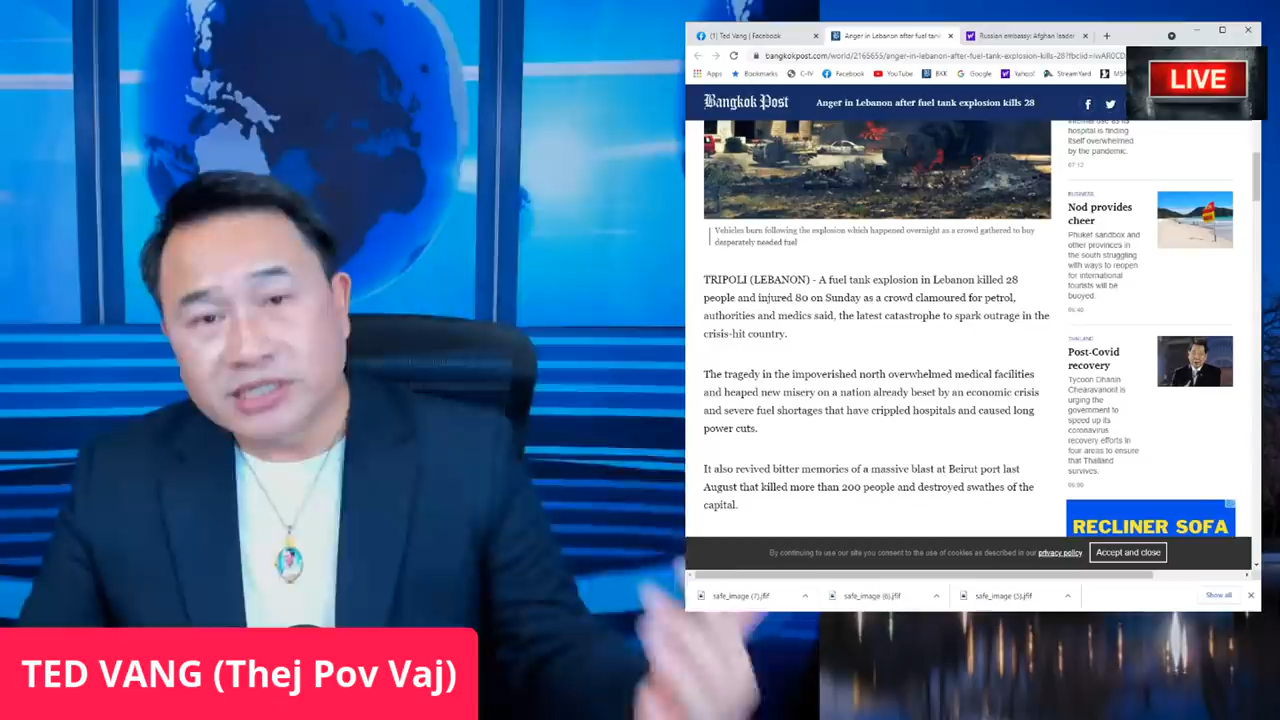 (1) Ted Vang | Facebook
Anger in Lebanon after fuel tank
Russian embassy: Afghan leader
bangkokpost.com/world/2165655/anger-in-lebanon-after-fuel-tank-explosion-kills-28?fbclid=IwAR0CD
Apps
Bookmarks
C-IV
Facebook
YouTube
BKK
Google
Yahoo!
StreamYard
MSN
LIVE
Bangkok Post
Anger in Lebanon after fuel tank explosion kills 28
Vehicles burn following the explosion which happened overnight as a crowd gathered to buy
desperately needed fuel
TRIPOLI (LEBANON) - A fuel tank explosion in Lebanon killed 28
people and injured 80 on Sunday as a crowd clamoured for petrol,
authorities and medics said, the latest catastrophe to spark outrage in the
crisis-hit country.
The tragedy in the impoverished north overwhelmed medical facilities
and heaped new misery on a nation already beset by an economic crisis
and severe fuel shortages that have crippled hospitals and caused long
power cuts.
It also revived bitter memories of a massive blast at Beirut port last
August that killed more than 200 people and destroyed swathes of the
capital.
hospital is finding
itself overwhelmed
by the pandemic.
07:12
BUSINESS
Nod provides
cheer
Phuket sandbox and
other provinces in
the south struggling
with ways to reopen
for international
tourists will be
buoyed.
06:40
THAILAND
Post-Covid
recovery
Tycoon Dhanin
Chearavanont is
urging the
government to
speed up its
coronavirus
recovery efforts in
four areas to ensure
that Thailand
survives.
RECLINER SOFA
By continuing to use our site you consent to the use of cookies as described in our privacy policy
Accept and close
safe_image (7).jfif
safe_image (6).jfif
safe_image (5).jfif
Show all
TED VANG (Thej Pov Vaj)